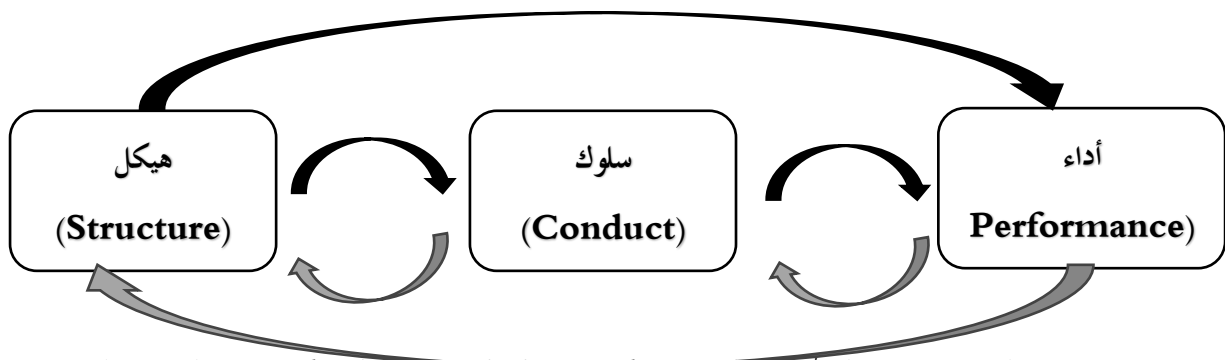 هيكل
(Structure)
سلوك
(Conduct)
أداء
Performance)